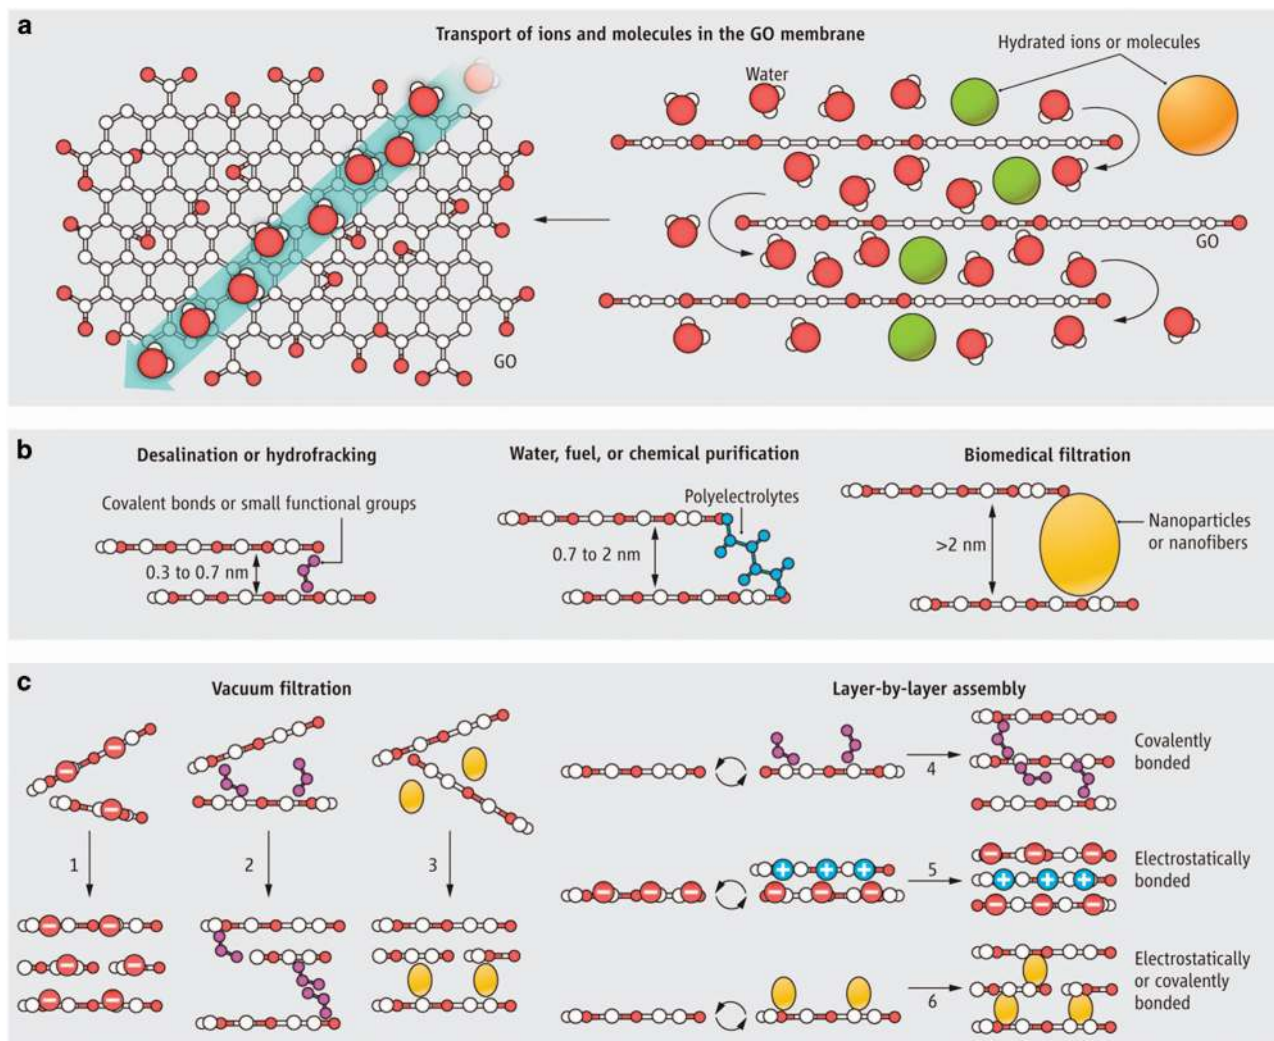 a
Transport of ions and molecules in the GO membrane
Hydrated ions or molecules
Water
GO
GO
b
Desalination or hydrofracking
Covalent bonds or small functional groups
0.3 to 0.7 nm
Water, fuel, or chemical purification
Polyelectrolytes
0.7 to 2 nm
Biomedical filtration
>2 nm
Nanoparticles
or nanofibers
c
Vacuum filtration
1
2
3
Layer-by-layer assembly
4
Covalently
bonded
+ + +
5
Electrostatically
bonded
+ + +
6
Electrostatically
or covalently
bonded